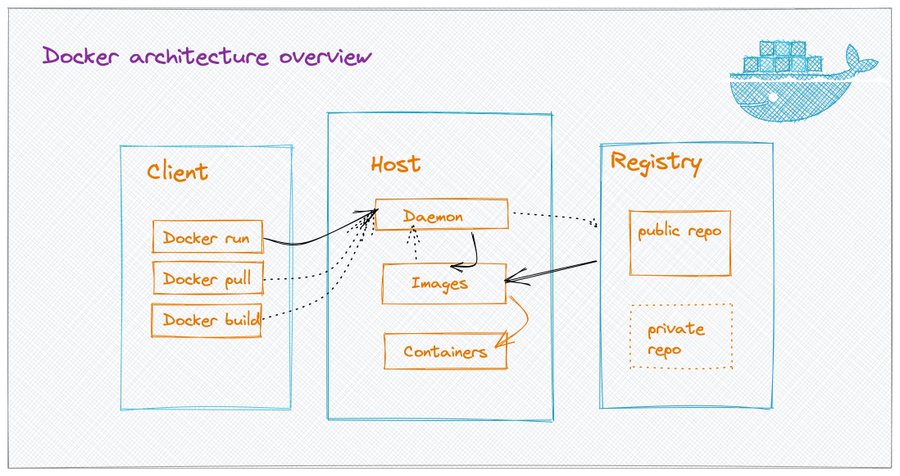 Docker architecture overview
Client
Docker run
Docker pull
Docker build
Host
Daemon
Images
Containers
Registry
public repo
private
repo